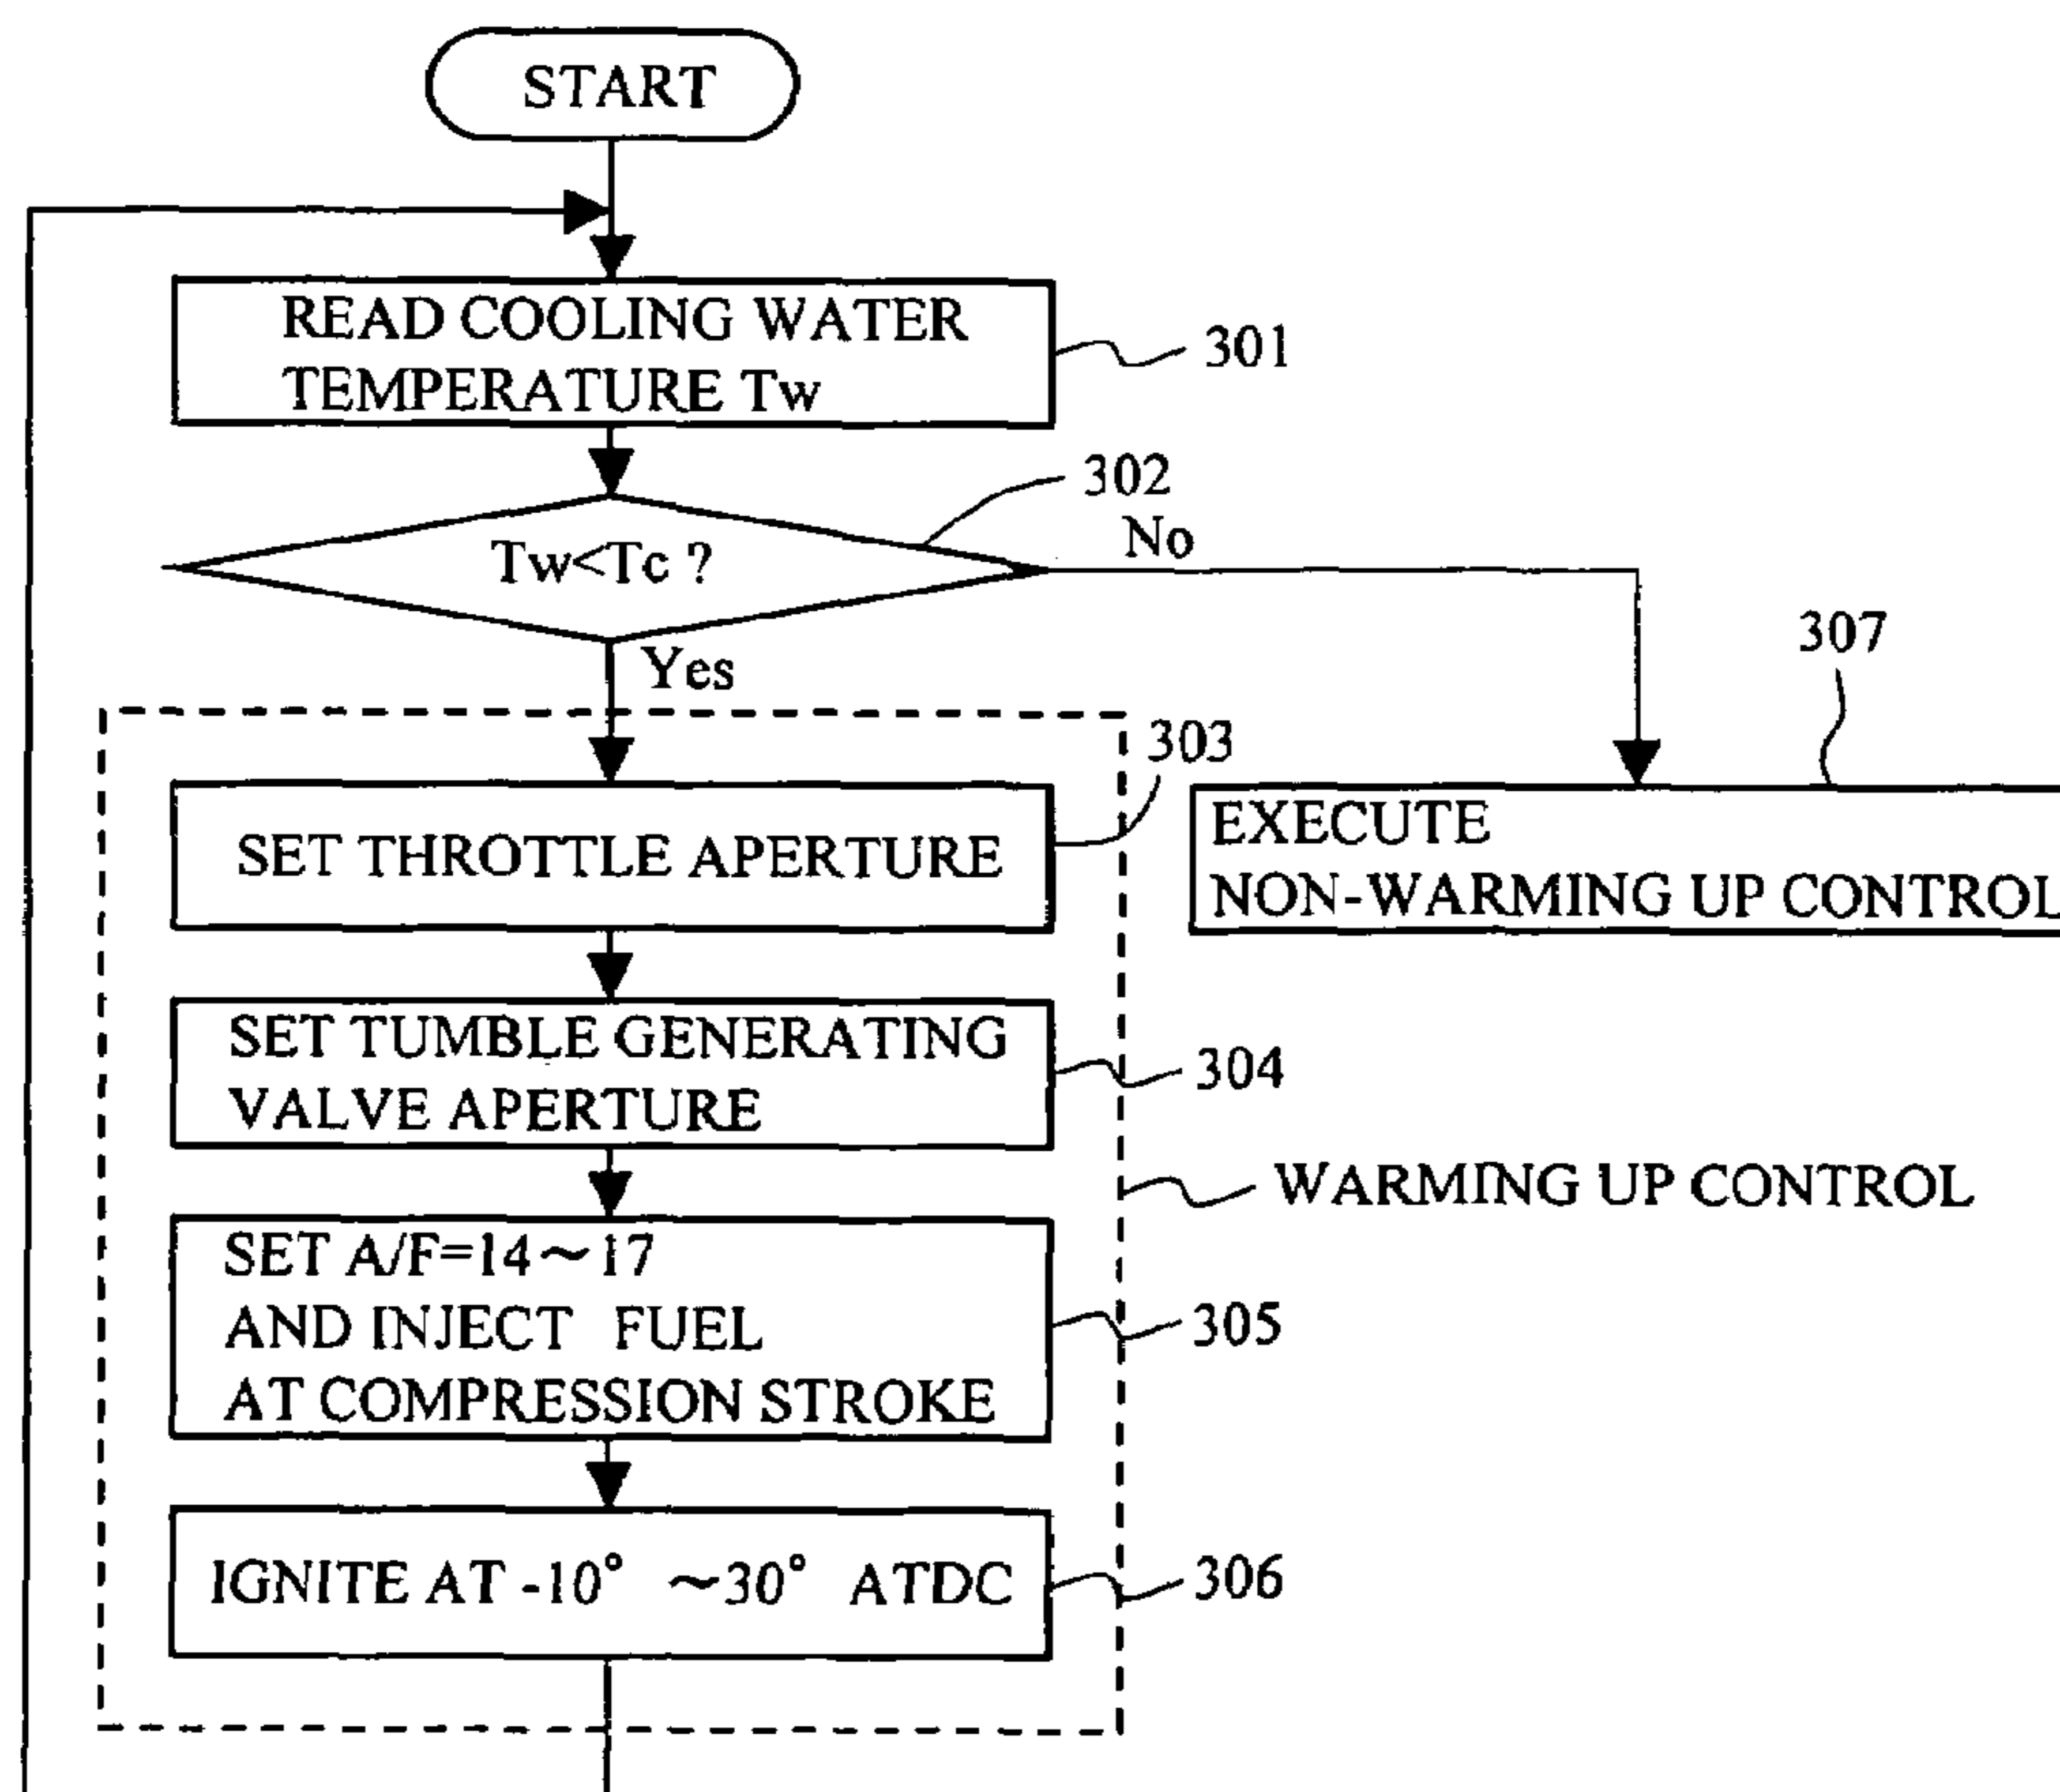 START
READ COOLING WATER
TEMPERATURE Tw
301
302
Tw<Tc ?
No
Yes
307
303
SET THROTTLE APERTURE
EXECUTE
NON-WARMING UP CONTROL
SET TUMBLE GENERATING
VALVE APERTURE
304
WARMING UP CONTROL
SET A/F=14~17
AND INJECT FUEL
AT COMPRESSION STROKE
305
IGNITE AT -10° ~30° ATDC
306